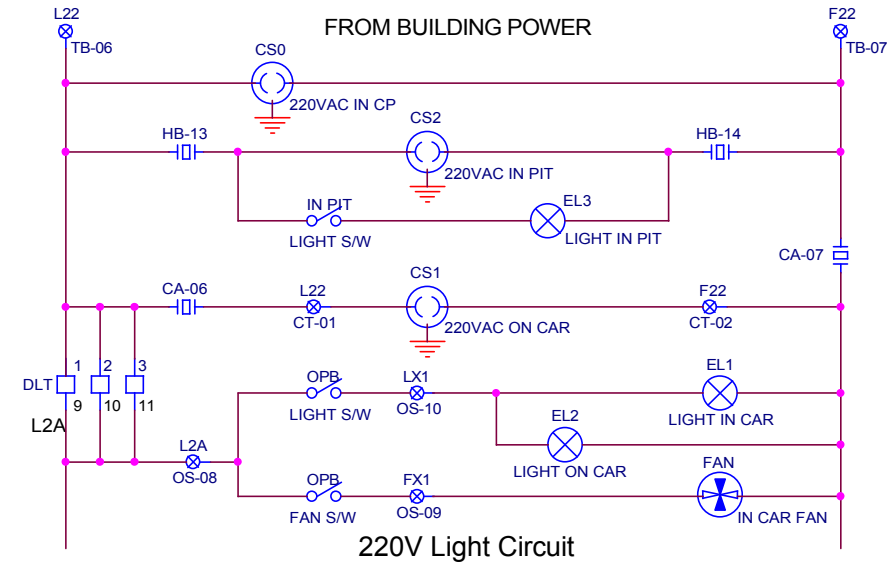 L22
FROM BUILDING POWER
F22
TB-06
TB-07
CS0
220VAC IN CP
HB-13
CS2
HB-14
220VAC IN PIT
IN PIT
EL3
LIGHT S/W
LIGHT IN PIT
CA-07
CA-06
L22
CS1
F22
CT-01
220VAC ON CAR
CT-02
1
2
3
DLT
9
10
11
L2A
OPB
LX1
EL1
LIGHT S/W
OS-10
LIGHT IN CAR
EL2
L2A
LIGHT ON CAR
OS-08
OPB
FX1
FAN
FAN S/W
OS-09
IN CAR FAN
220V Light Circuit